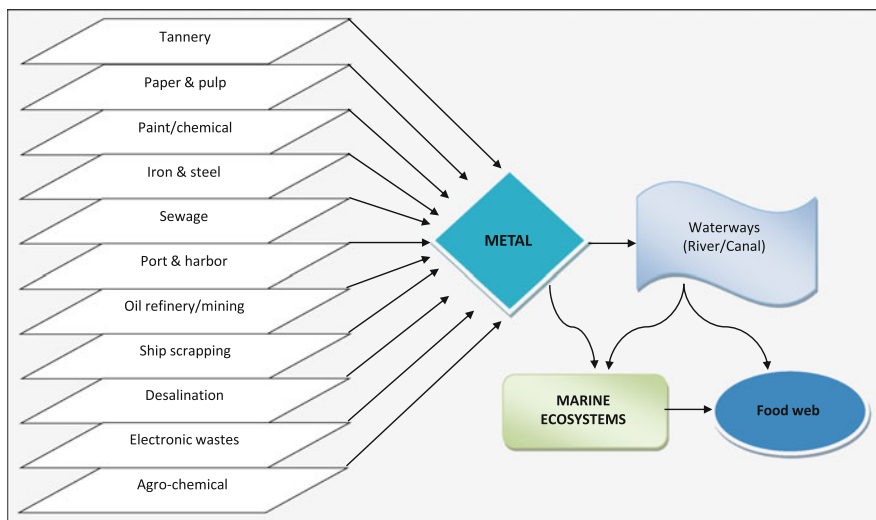 Tannery
Paper & pulp
Paint/chemical
Iron & steel
Sewage
Port & harbor
Oil refinery/mining
Ship scrapping
Desalination
Electronic wastes
Agro-chemical
METAL
Waterways
(River/Canal)
MARINE
ECOSYSTEMS
Food web